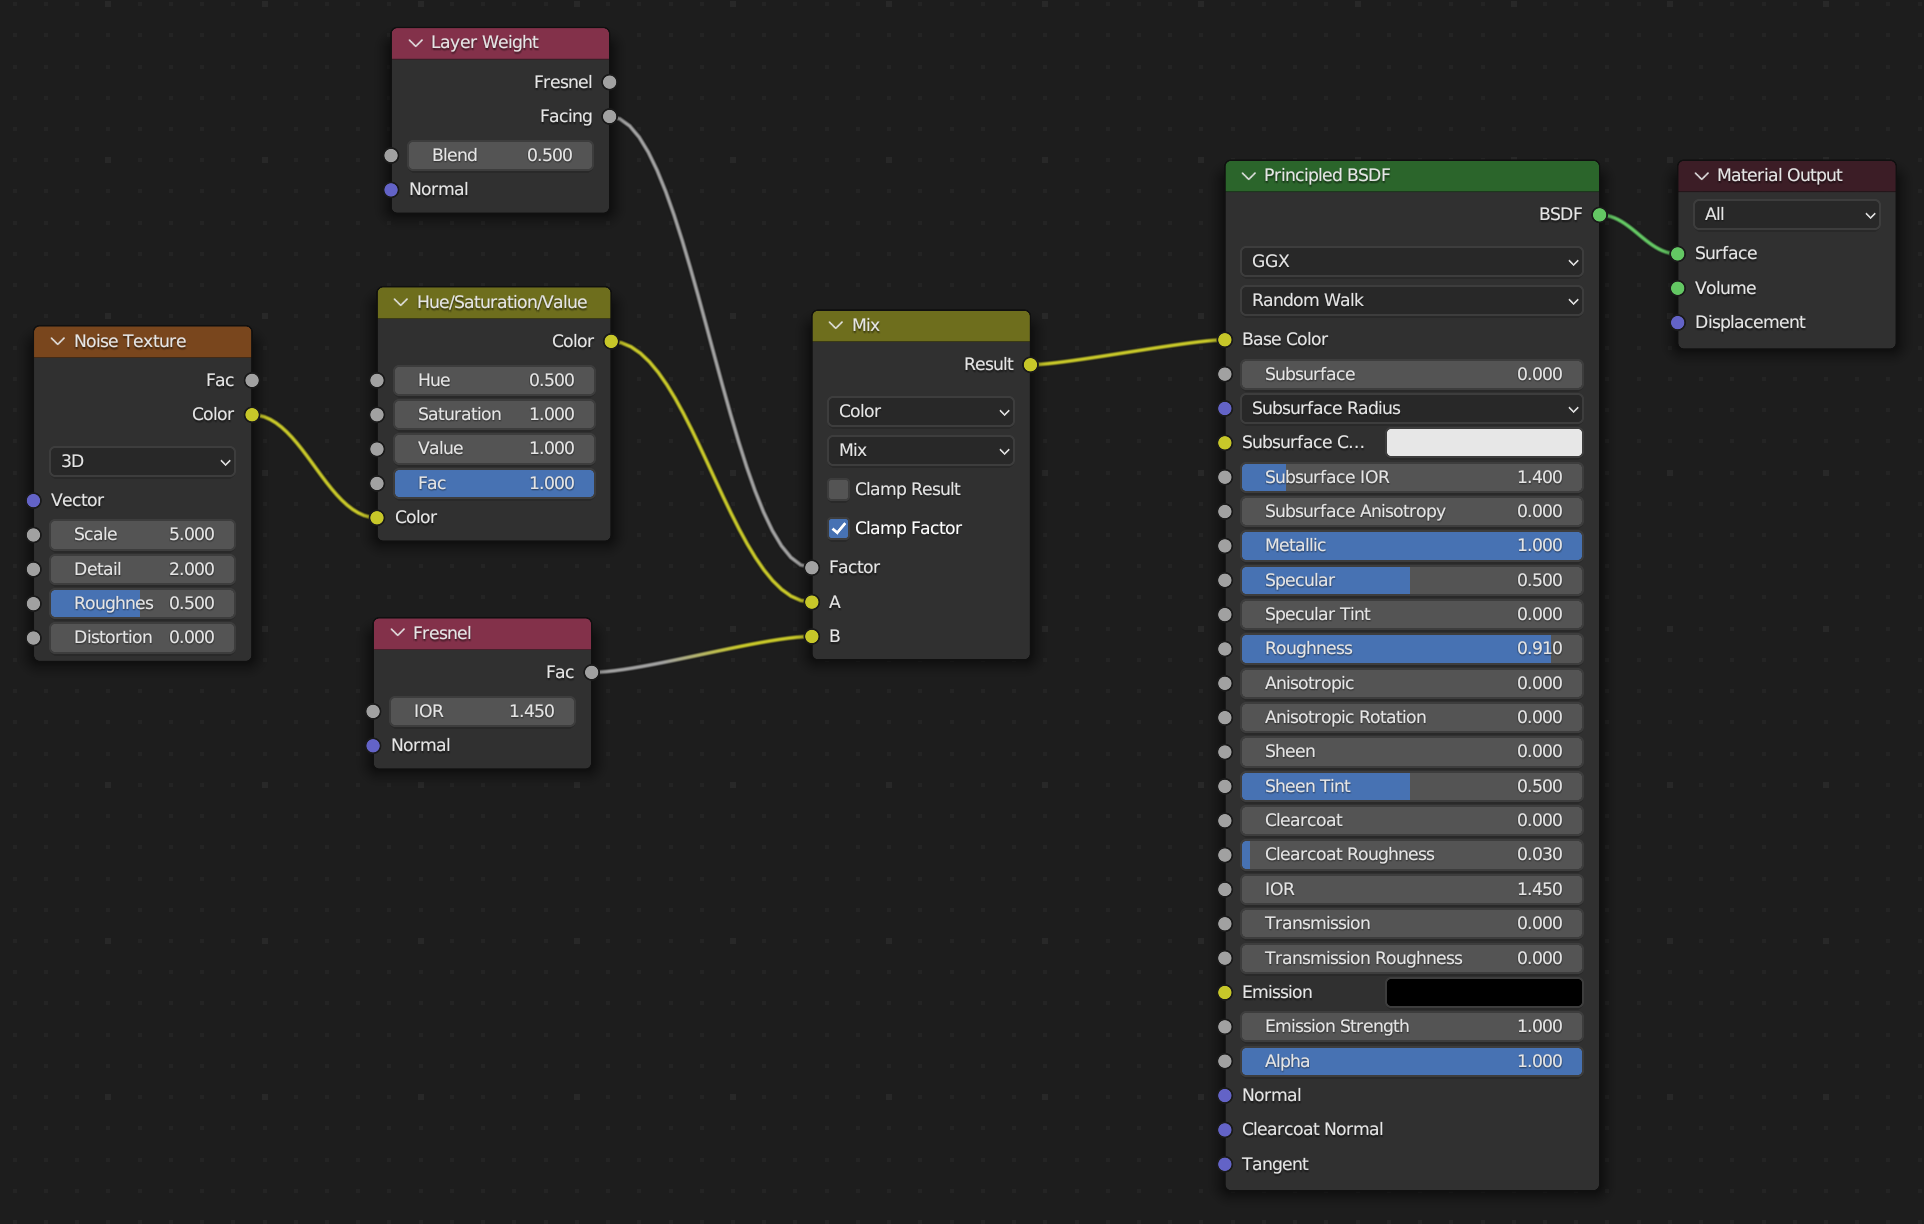 Layer Weight
Fresnel
Facing
Blend 0.500
Normal
Noise Texture
Fac
Color
3D
Vector
Scale 5.000
Detail 2.000
Roughnes 0.500
Distortion 0.000
Hue/Saturation/Value
Color
Hue 0.500
Saturation 1.000
Value 1.000
Fac 1.000
Color
Fresnel
Fac
IOR 1.450
Normal
Mix
Result
Color
Mix
Clamp Result
Clamp Factor
Factor
A
B
Principled BSDF
BSDF
GGX
Random Walk
Base Color
Subsurface 0.000
Subsurface Radius
Subsurface C...
Subsurface IOR 1.400
Subsurface Anisotropy 0.000
Metallic 1.000
Specular 0.500
Specular Tint 0.000
Roughness 0.910
Anisotropic 0.000
Anisotropic Rotation 0.000
Sheen 0.000
Sheen Tint 0.500
Clearcoat 0.000
Clearcoat Roughness 0.030
IOR 1.450
Transmission 0.000
Transmission Roughness 0.000
Emission
Emission Strength 1.000
Alpha 1.000
Normal
Clearcoat Normal
Tangent
Material Output
All
Surface
Volume
Displacement